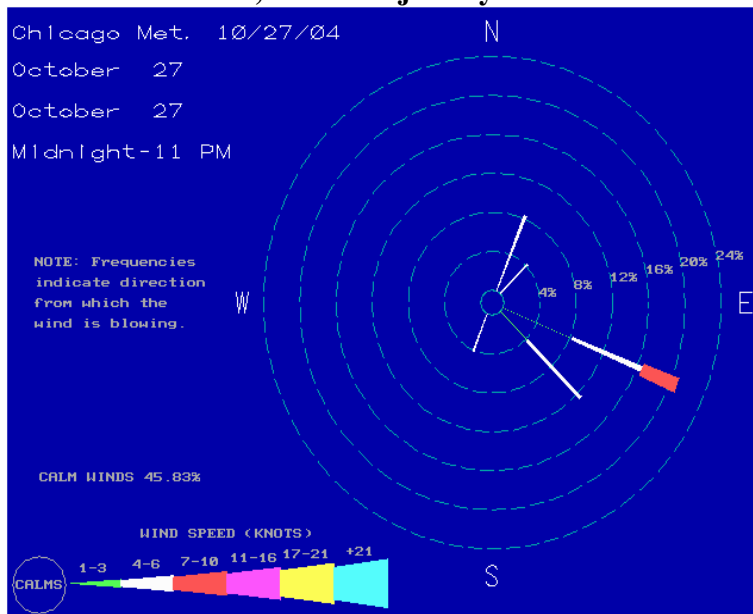 Chicago Met. 10/27/04
October 27
October 27
Midnight-11 PM
N
NOTE: Frequencies
indicate direction
from which the
wind is blowing.
W
4%
8%
12%
16%
20%
24%
E
CALM WINDS 45.83%
WIND SPEED (KNOTS)
CALMS
1-3
4-6
7-10
11-16
17-21
+21
S